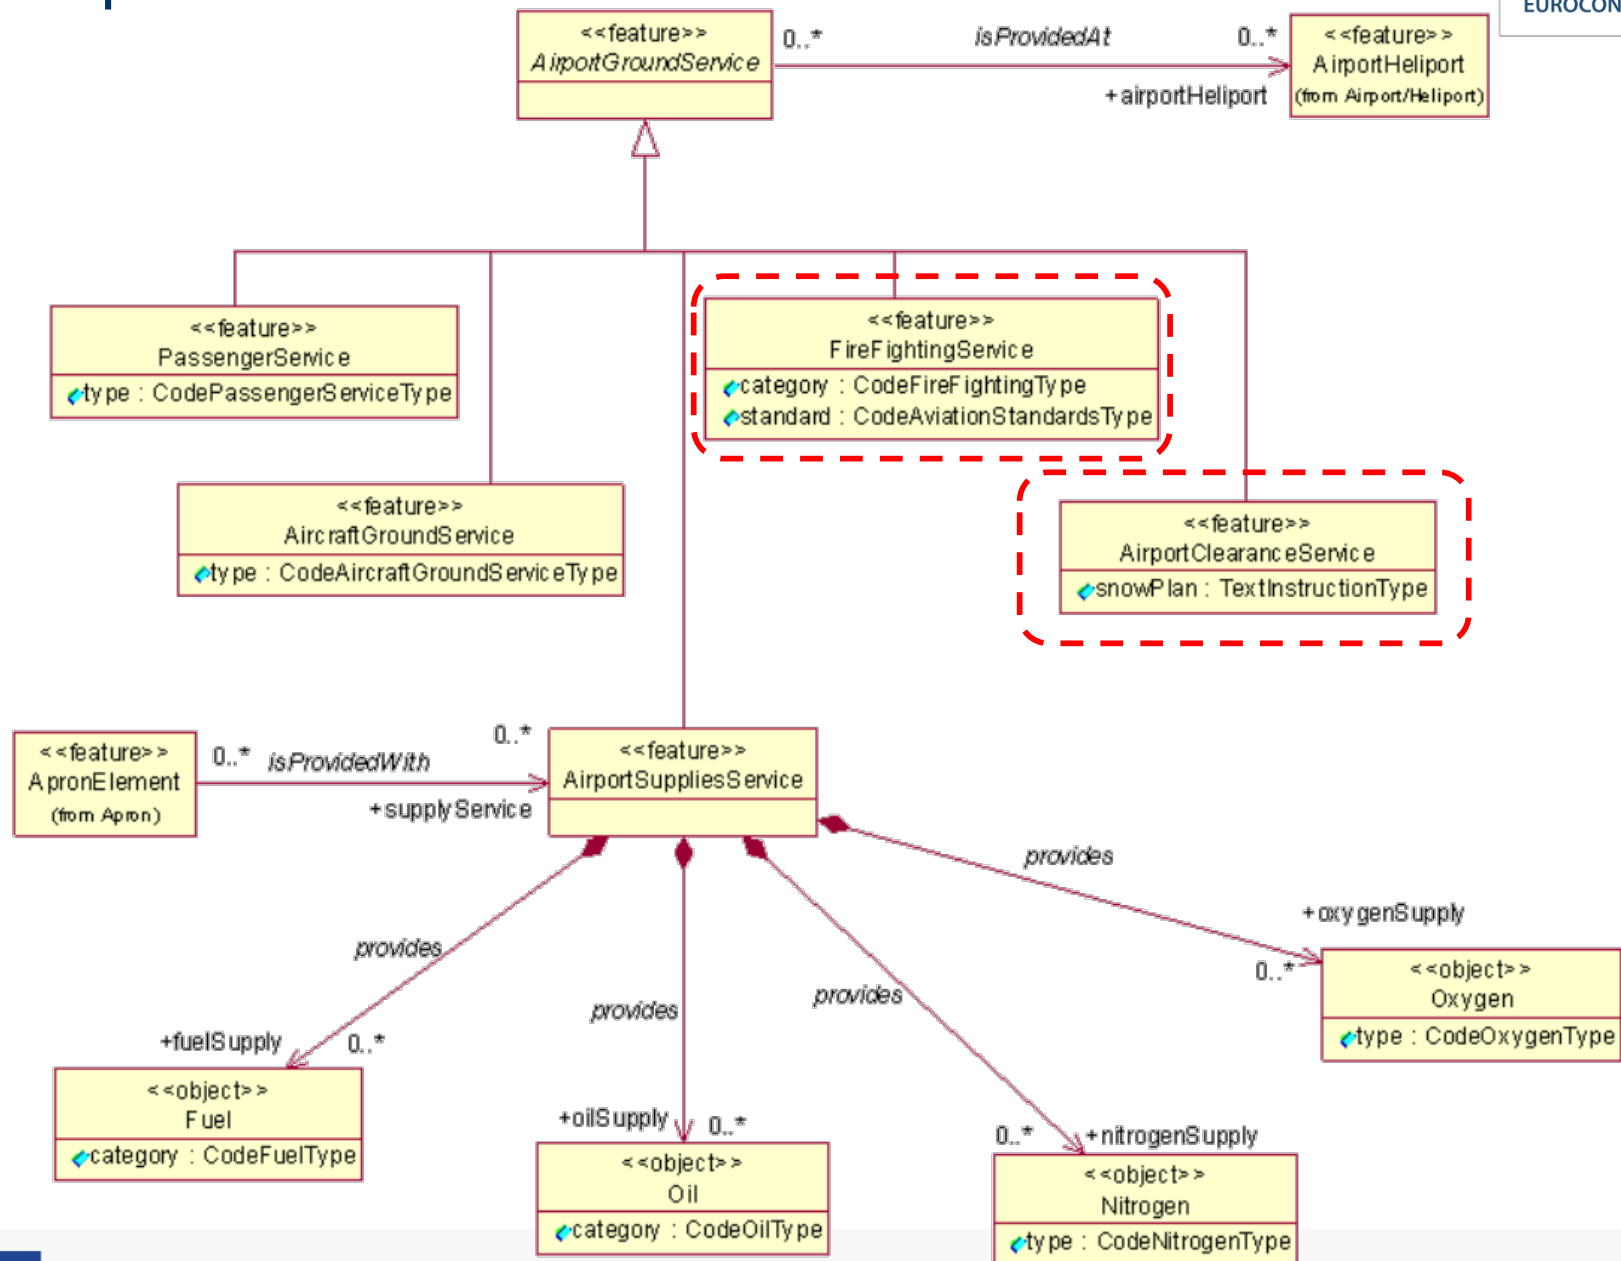 EUROCON
<<feature>>
AirportGroundService
0..*
isProvidedAt
0..*
+airportHeliport
<<feature>>
AirportHeliport
(from Airport/Heliport)
<<feature>>
PassengerService
type : CodePassengerServiceType
<<feature>>
FireFightingService
category : CodeFireFightingType
standard : CodeAviationStandardsType
<<feature>>
AircraftGroundService
type : CodeAircraftGroundServiceType
<<feature>>
AirportClearanceService
snowPlan : TextInstructionType
<<feature>>
ApronElement
(from Apron)
0..*
isProvidedWith
0..*
+supplyService
<<feature>>
AirportSuppliesService
provides
+oxygenSupply
0..*
<<object>>
Oxygen
type : CodeOxygenType
provides
+fuelSupply
0..*
<<object>>
Fuel
category : CodeFuelType
provides
+oilSupply
0..*
<<object>>
Oil
category : CodeOilType
provides
0..*
+nitrogenSupply
<<object>>
Nitrogen
type : CodeNitrogenType